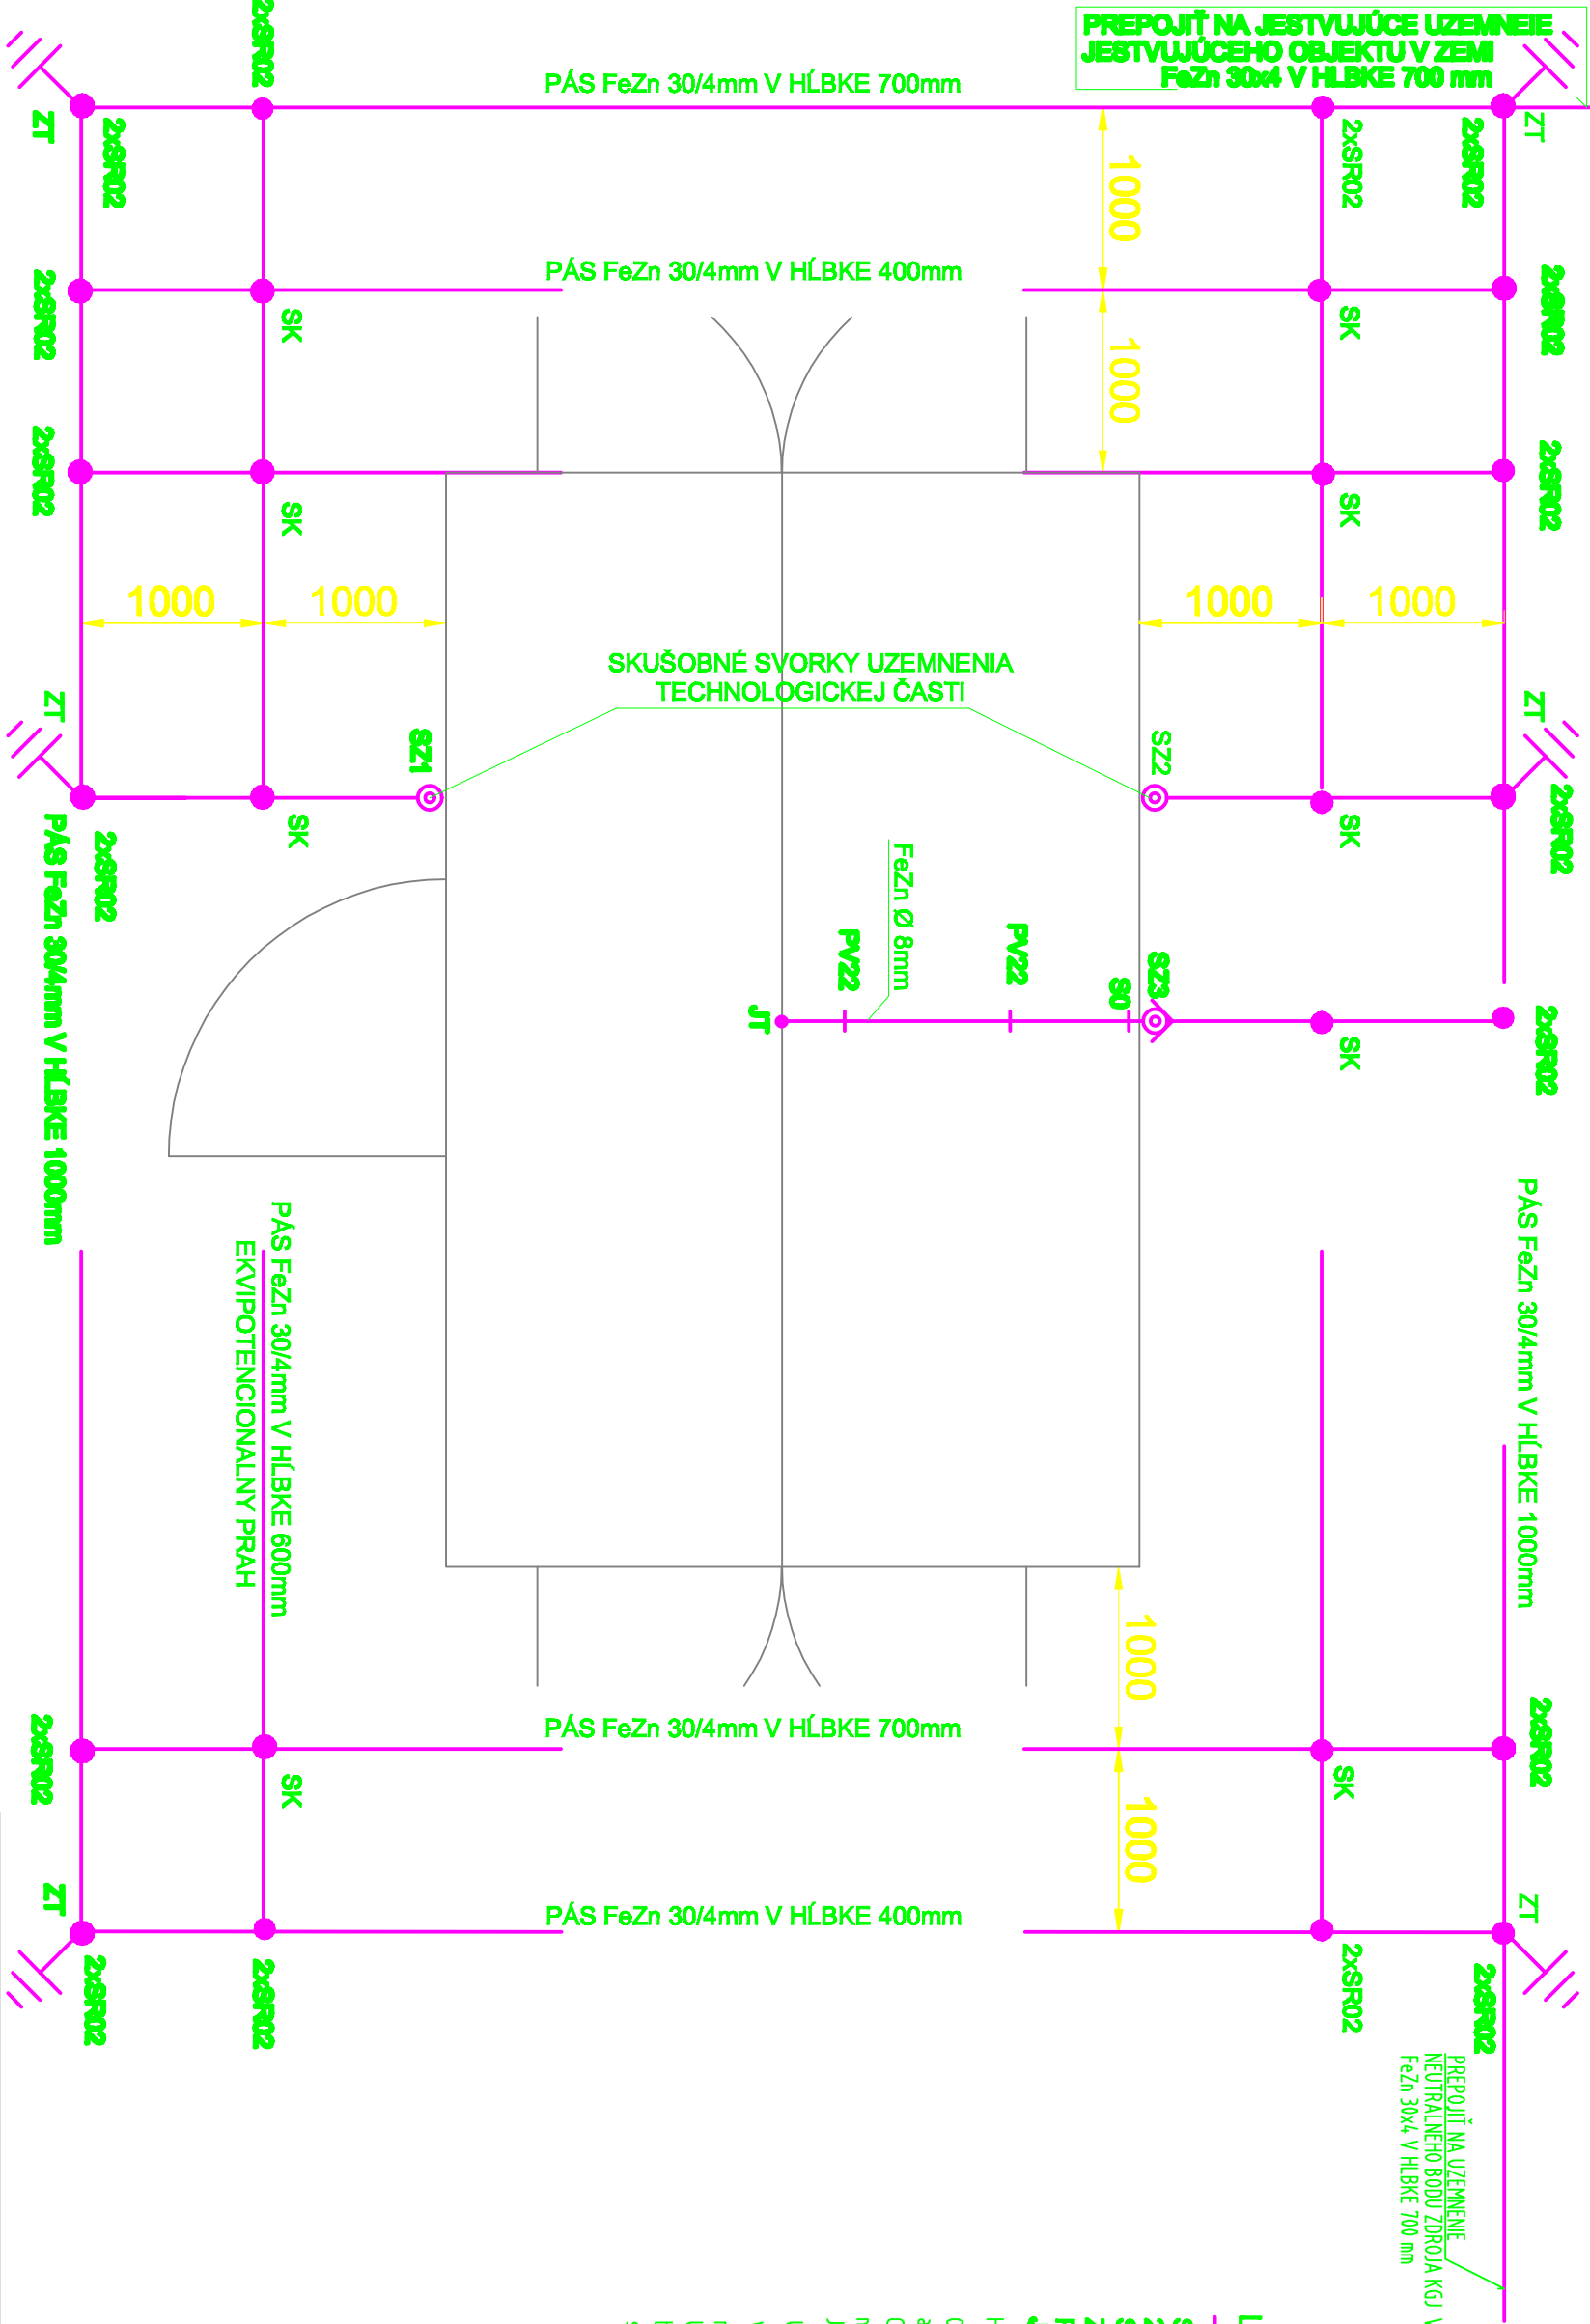 PREPOJIŤ NA JESTVUJÚCE UZEMNEIE
JESTVUJÚCEHO OBJEKTU V ZEMI
FeZn 30x4 V HLBKE 700 mm
2xSR02
PÁS FeZn 30/4mm V HĹBKE 700mm
ZT
2xSR02
2xSR02
2xSR02
ZT
1000
PÁS FeZn 30/4mm V HĹBKE 400mm
2xSR02
SK
SK
2xSR02
1000
2xSR02
SK
SK
2xSR02
1000
1000
1000
1000
SKUŠOBNÉ SVORKY UZEMNENIA
TECHNOLOGICKEJ ČASTI
ZT
SZ1
SZ2
ZT
2xSR02
SK
SK
2xSR02
PÁS FeZn 30/4mm V HĹBKE 1000mm
FeZn Ø 8mm
PV22
PV22
S0
SZ3
JT
SK
2xSR02
PÁS FeZn 30/4mm V HĹBKE 600mm
EKVIPOTENCIONALNY PRAH
PÁS FeZn 30/4mm V HĹBKE 1000mm
1000
PÁS FeZn 30/4mm V HĹBKE 700mm
2xSR02
SK
SK
2xSR02
1000
PÁS FeZn 30/4mm V HĹBKE 400mm
ZT
ZT
2xSR02
2xSR02
2xSR02
2xSR02
PREPOJIŤ NA UZEMNENIE
NEUTRALNEHO BODU ZDROJA KGJ V
FeZn 30x4 V HLBKE 700 mm